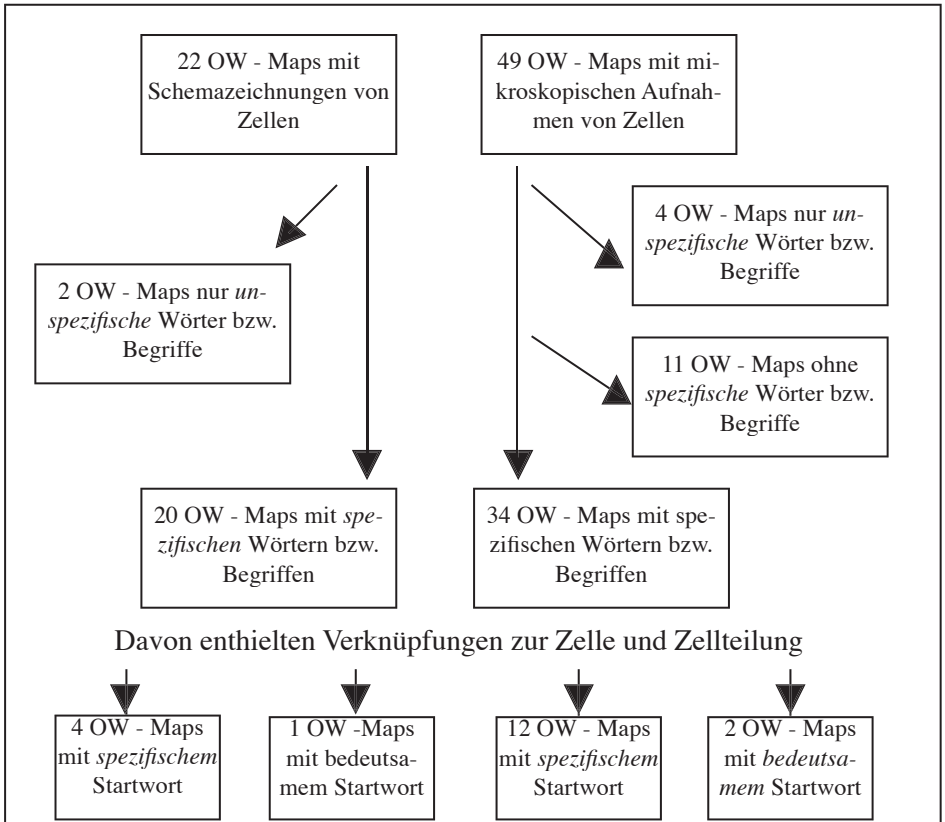 22 OW - Maps mit
Schemazeichnungen von
Zellen
49 OW - Maps mit mi-
kroskopischen Aufnah-
men von Zellen
4 OW - Maps nur un-
spezifische Wörter bzw.
Begriffe
2 OW - Maps nur un-
spezifische Wörter bzw.
Begriffe
11 OW - Maps ohne
spezifische Wörter bzw.
Begriffe
20 OW - Maps mit spe-
zifischen Wörtern bzw.
Begriffen
34 OW - Maps mit spe-
zifischen Wörtern bzw.
Begriffen
Davon enthielten Verknüpfungen zur Zelle und Zellteilung
4 OW - Maps
mit spezifischem
Startwort
1 OW -Maps
mit bedeutsa-
mem Startwort
12 OW - Maps
mit spezifischem
Startwort
2 OW - Maps
mit bedeutsa-
mem Startwort